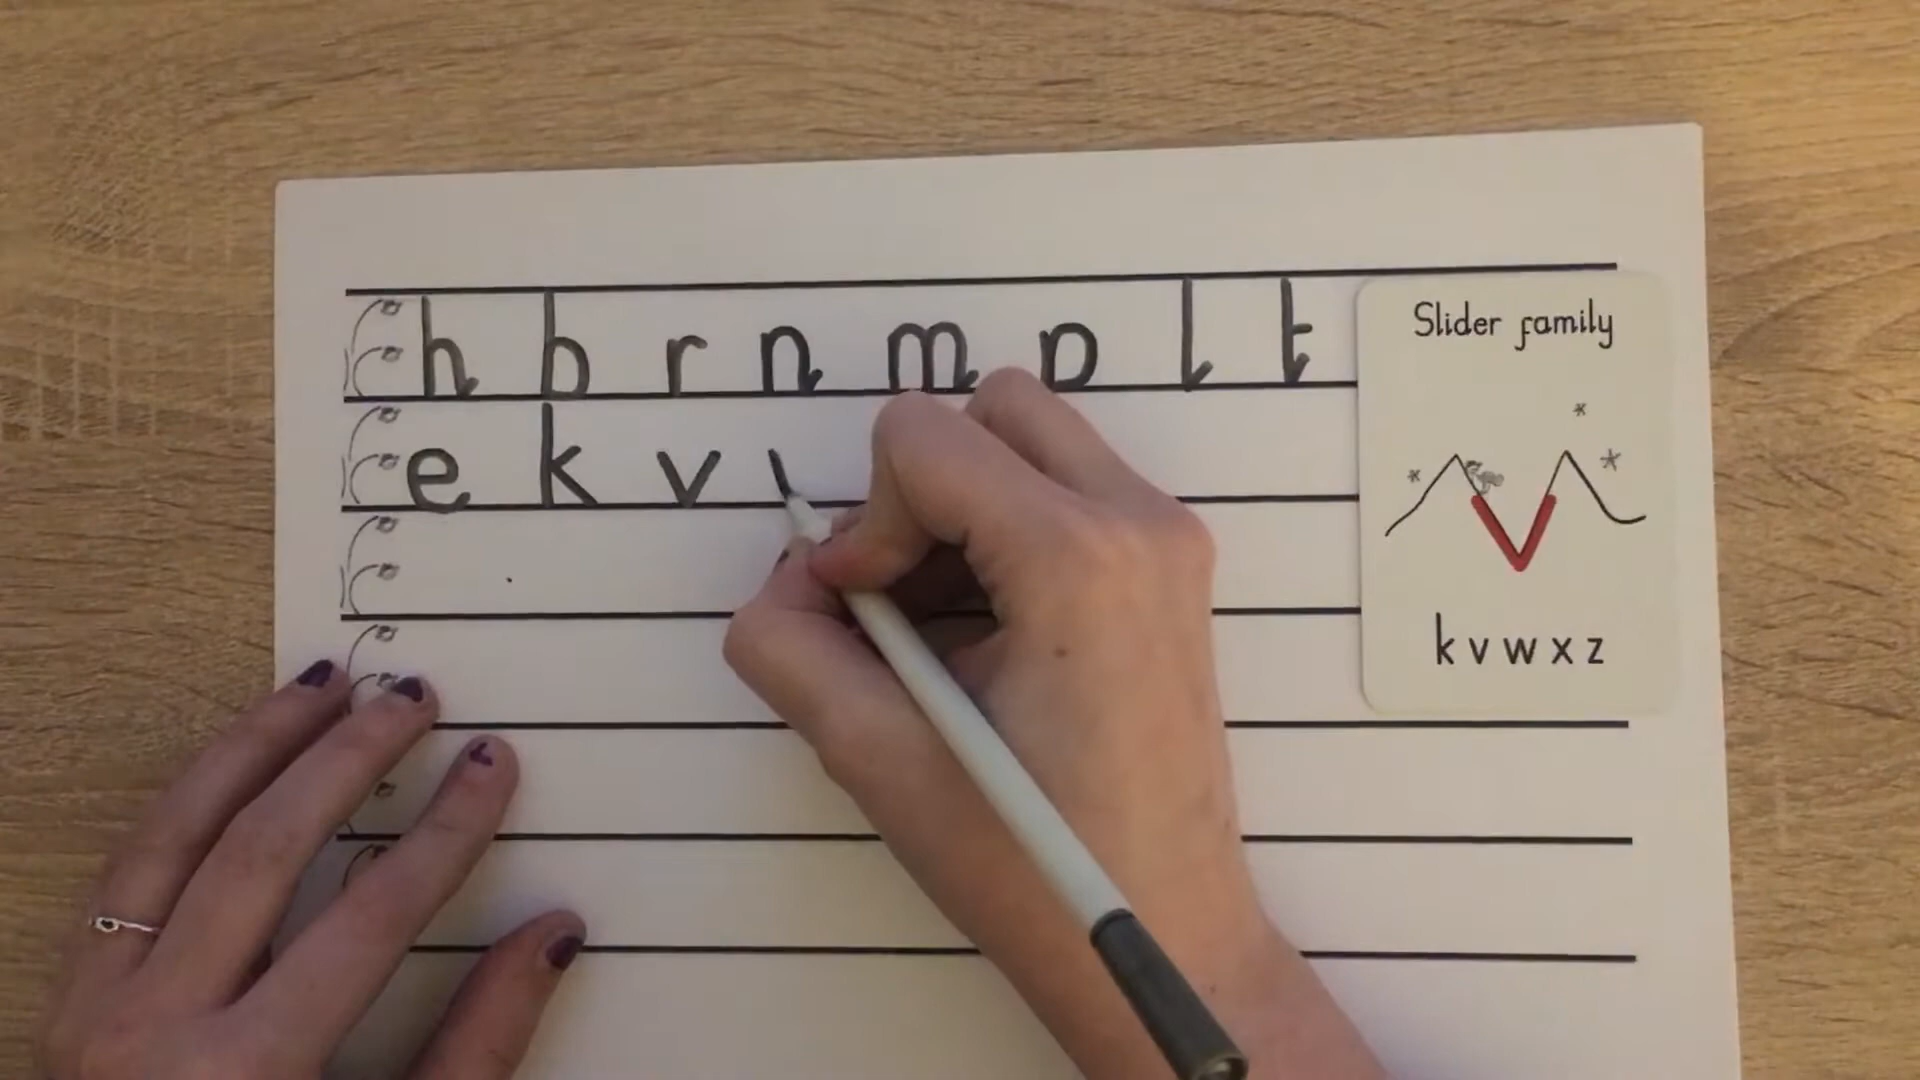 h b r n m p l t
e k v
Slider family
k v w x z